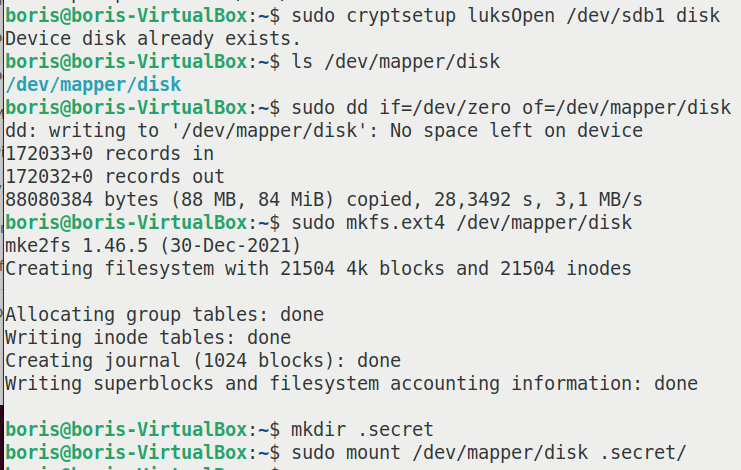 boris@boris-VirtualBox:~$ sudo cryptsetup luksOpen /dev/sdb1 disk
Device disk already exists.
boris@boris-VirtualBox:~$ ls /dev/mapper/disk
/dev/mapper/disk
boris@boris-VirtualBox:~$ sudo dd if=/dev/zero of=/dev/mapper/disk
dd: writing to '/dev/mapper/disk': No space left on device
172033+0 records in
172032+0 records out
88080384 bytes (88 MB, 84 MiB) copied, 28,3492 s, 3,1 MB/s
boris@boris-VirtualBox:~$ sudo mkfs.ext4 /dev/mapper/disk
mke2fs 1.46.5 (30-Dec-2021)
Creating filesystem with 21504 4k blocks and 21504 inodes

Allocating group tables: done
Writing inode tables: done
Creating journal (1024 blocks): done
Writing superblocks and filesystem accounting information: done

boris@boris-VirtualBox:~$ mkdir .secret
boris@boris-VirtualBox:~$ sudo mount /dev/mapper/disk .secret/